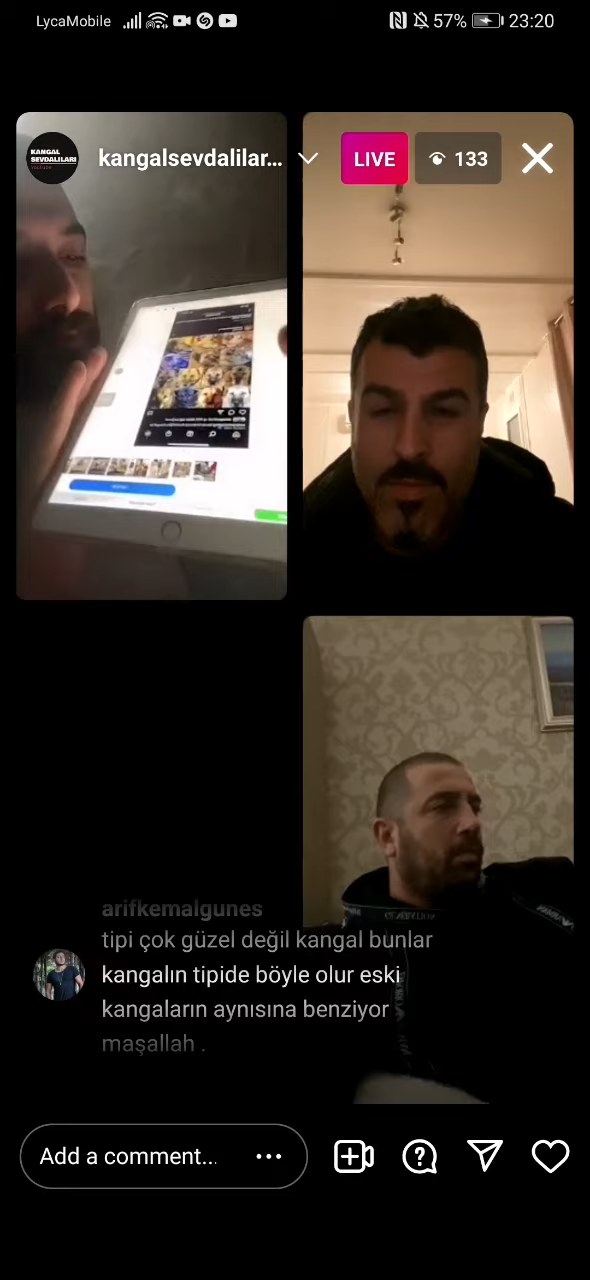 LycaMobile
57% 23:20
KANGAL
SEVDALILARI
YOUTUBE
kangalsevdalilar...
LIVE
133
arifkemalgunes
tipi çok güzel değil kangal bunlar
kangalın tipide böyle olur eski
kangaların aynısına benziyor
maşallah .
Add a comment...